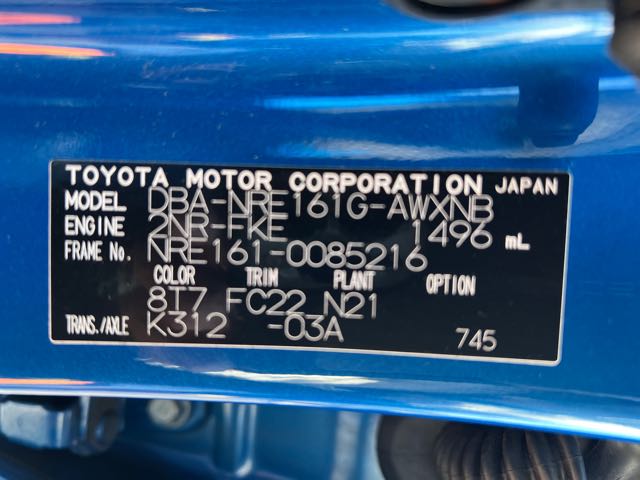 TOYOTA MOTOR CORPORATION JAPAN
MODEL DBA-NRE161G-AWXNB
ENGINE 2NR-FKE 1496 mL
FRAME No. NRE161-0085216
COLOR TRIM PLANT OPTION
8T7 FC22 N21
TRANS./AXLE K312 -03A 745